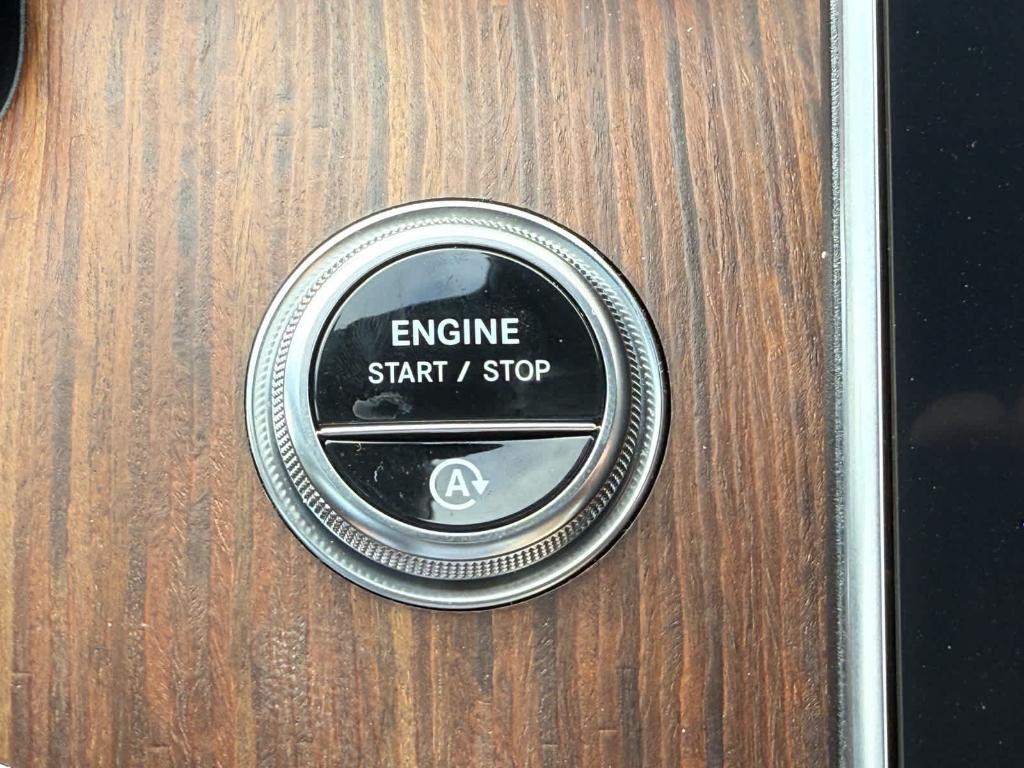 ENGINE
START / STOP
A